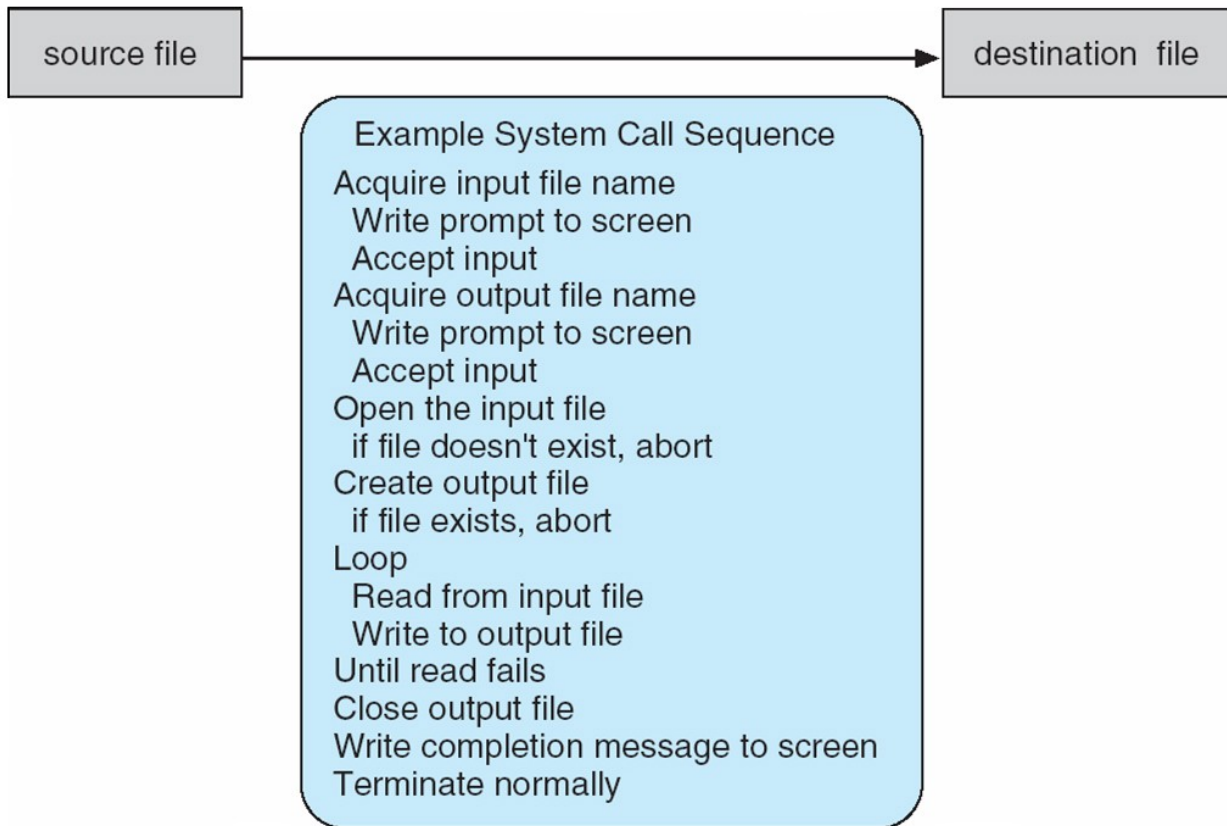 source file
destination file
Example System Call Sequence
Acquire input file name
Write prompt to screen
Accept input
Acquire output file name
Write prompt to screen
Accept input
Open the input file
if file doesn't exist, abort
Create output file
if file exists, abort
Loop
Read from input file
Write to output file
Until read fails
Close output file
Write completion message to screen
Terminate normally